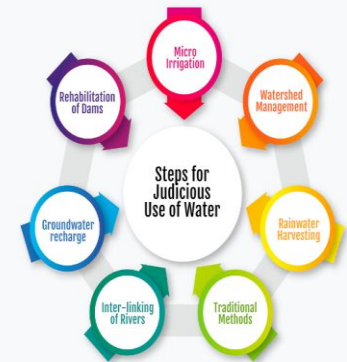 Steps for
Judicious
Use of Water
Micro
Irrigation
Watershed
Management
Rainwater
Harvesting
Traditional
Methods
Inter-linking
of Rivers
Groundwater
recharge
Rehabilitation
of Dams